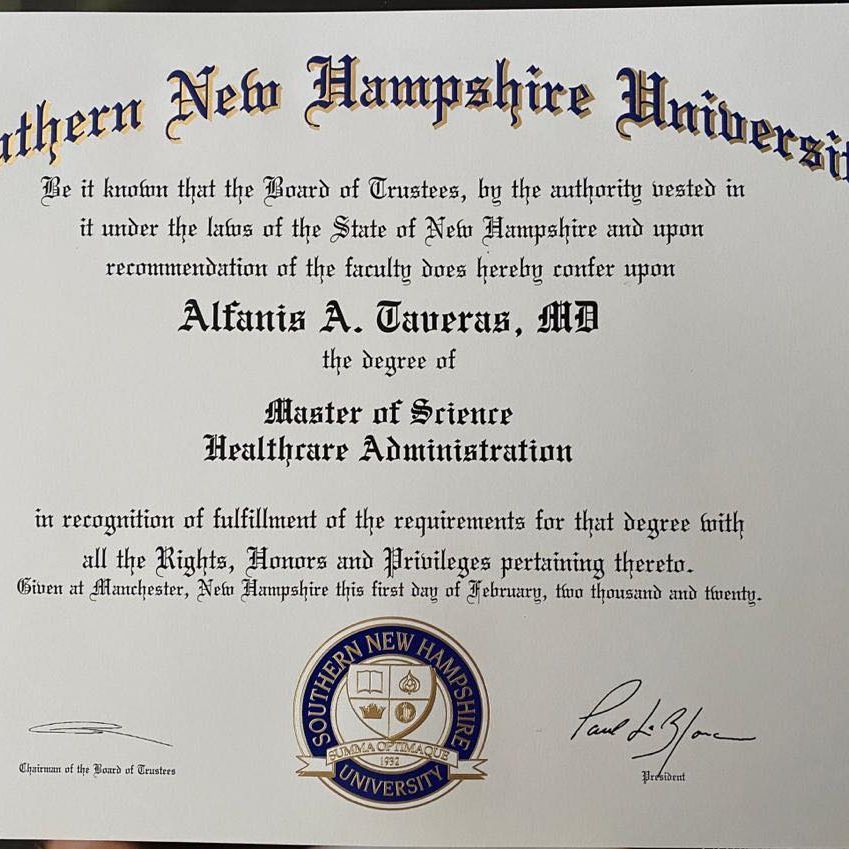 uthern New Hampshire Universit
Be it known that the Board of Trustees, by the authority vested in
it under the laws of the State of New Hampshire and upon
recommendation of the faculty does hereby confer upon
Alfanis A. Taveras, MD
the degree of
Master of Science
Healthcare Administration
in recognition of fulfillment of the requirements for that degree with
all the Rights, Honors and Privileges pertaining thereto.
Given at Manchester, New Hampshire this first day of February, two thousand and twenty.
SOUTHERN NEW HAMPSHIRE
SUMMA OPTIMAQUE
1932
UNIVERSITY
Chairman of the Board of Trustees
Paul J. LeBlanc
President